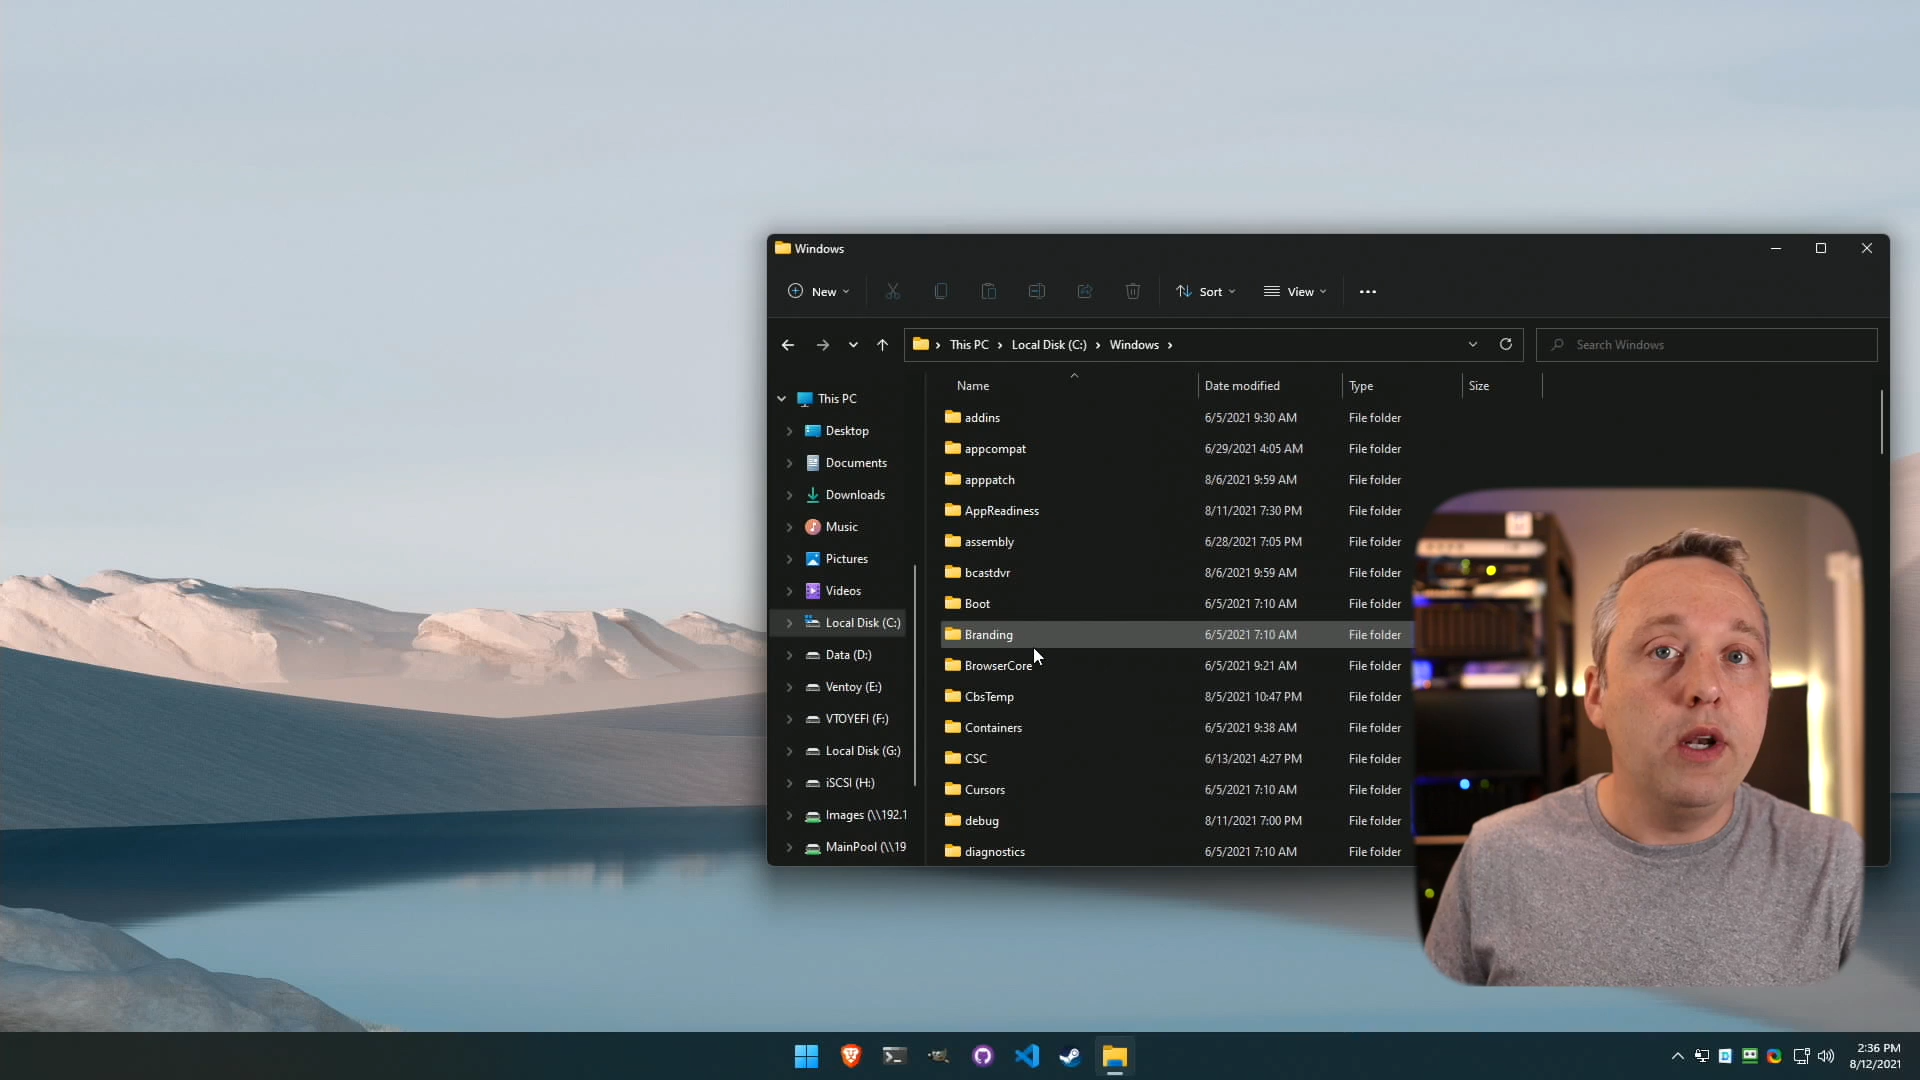 Windows
New
Sort
View
This PC
Local Disk (C:)
Windows
Search Windows
Name
Date modified
Type
Size
This PC
Desktop
Documents
Downloads
Music
Pictures
Videos
Local Disk (C:)
Data (D:)
Ventoy (E:)
VTOYEFI (F:)
Local Disk (G:)
iSCSI (H:)
Images (\\192.1
MainPool (\\19
addins 6/5/2021 9:30 AM File folder
appcompat 6/29/2021 4:05 AM File folder
apppatch 8/6/2021 9:59 AM File folder
AppReadiness 8/11/2021 7:30 PM File folder
assembly 6/28/2021 7:05 PM File folder
bcastdvr 8/6/2021 9:59 AM File folder
Boot 6/5/2021 7:10 AM File folder
Branding 6/5/2021 7:10 AM File folder
BrowserCore 6/5/2021 9:21 AM File folder
CbsTemp 8/5/2021 10:47 PM File folder
Containers 6/5/2021 9:38 AM File folder
CSC 6/13/2021 4:27 PM File folder
Cursors 6/5/2021 7:10 AM File folder
debug 8/11/2021 7:00 PM File folder
diagnostics 6/5/2021 7:10 AM File folder
2:36 PM
8/12/2021